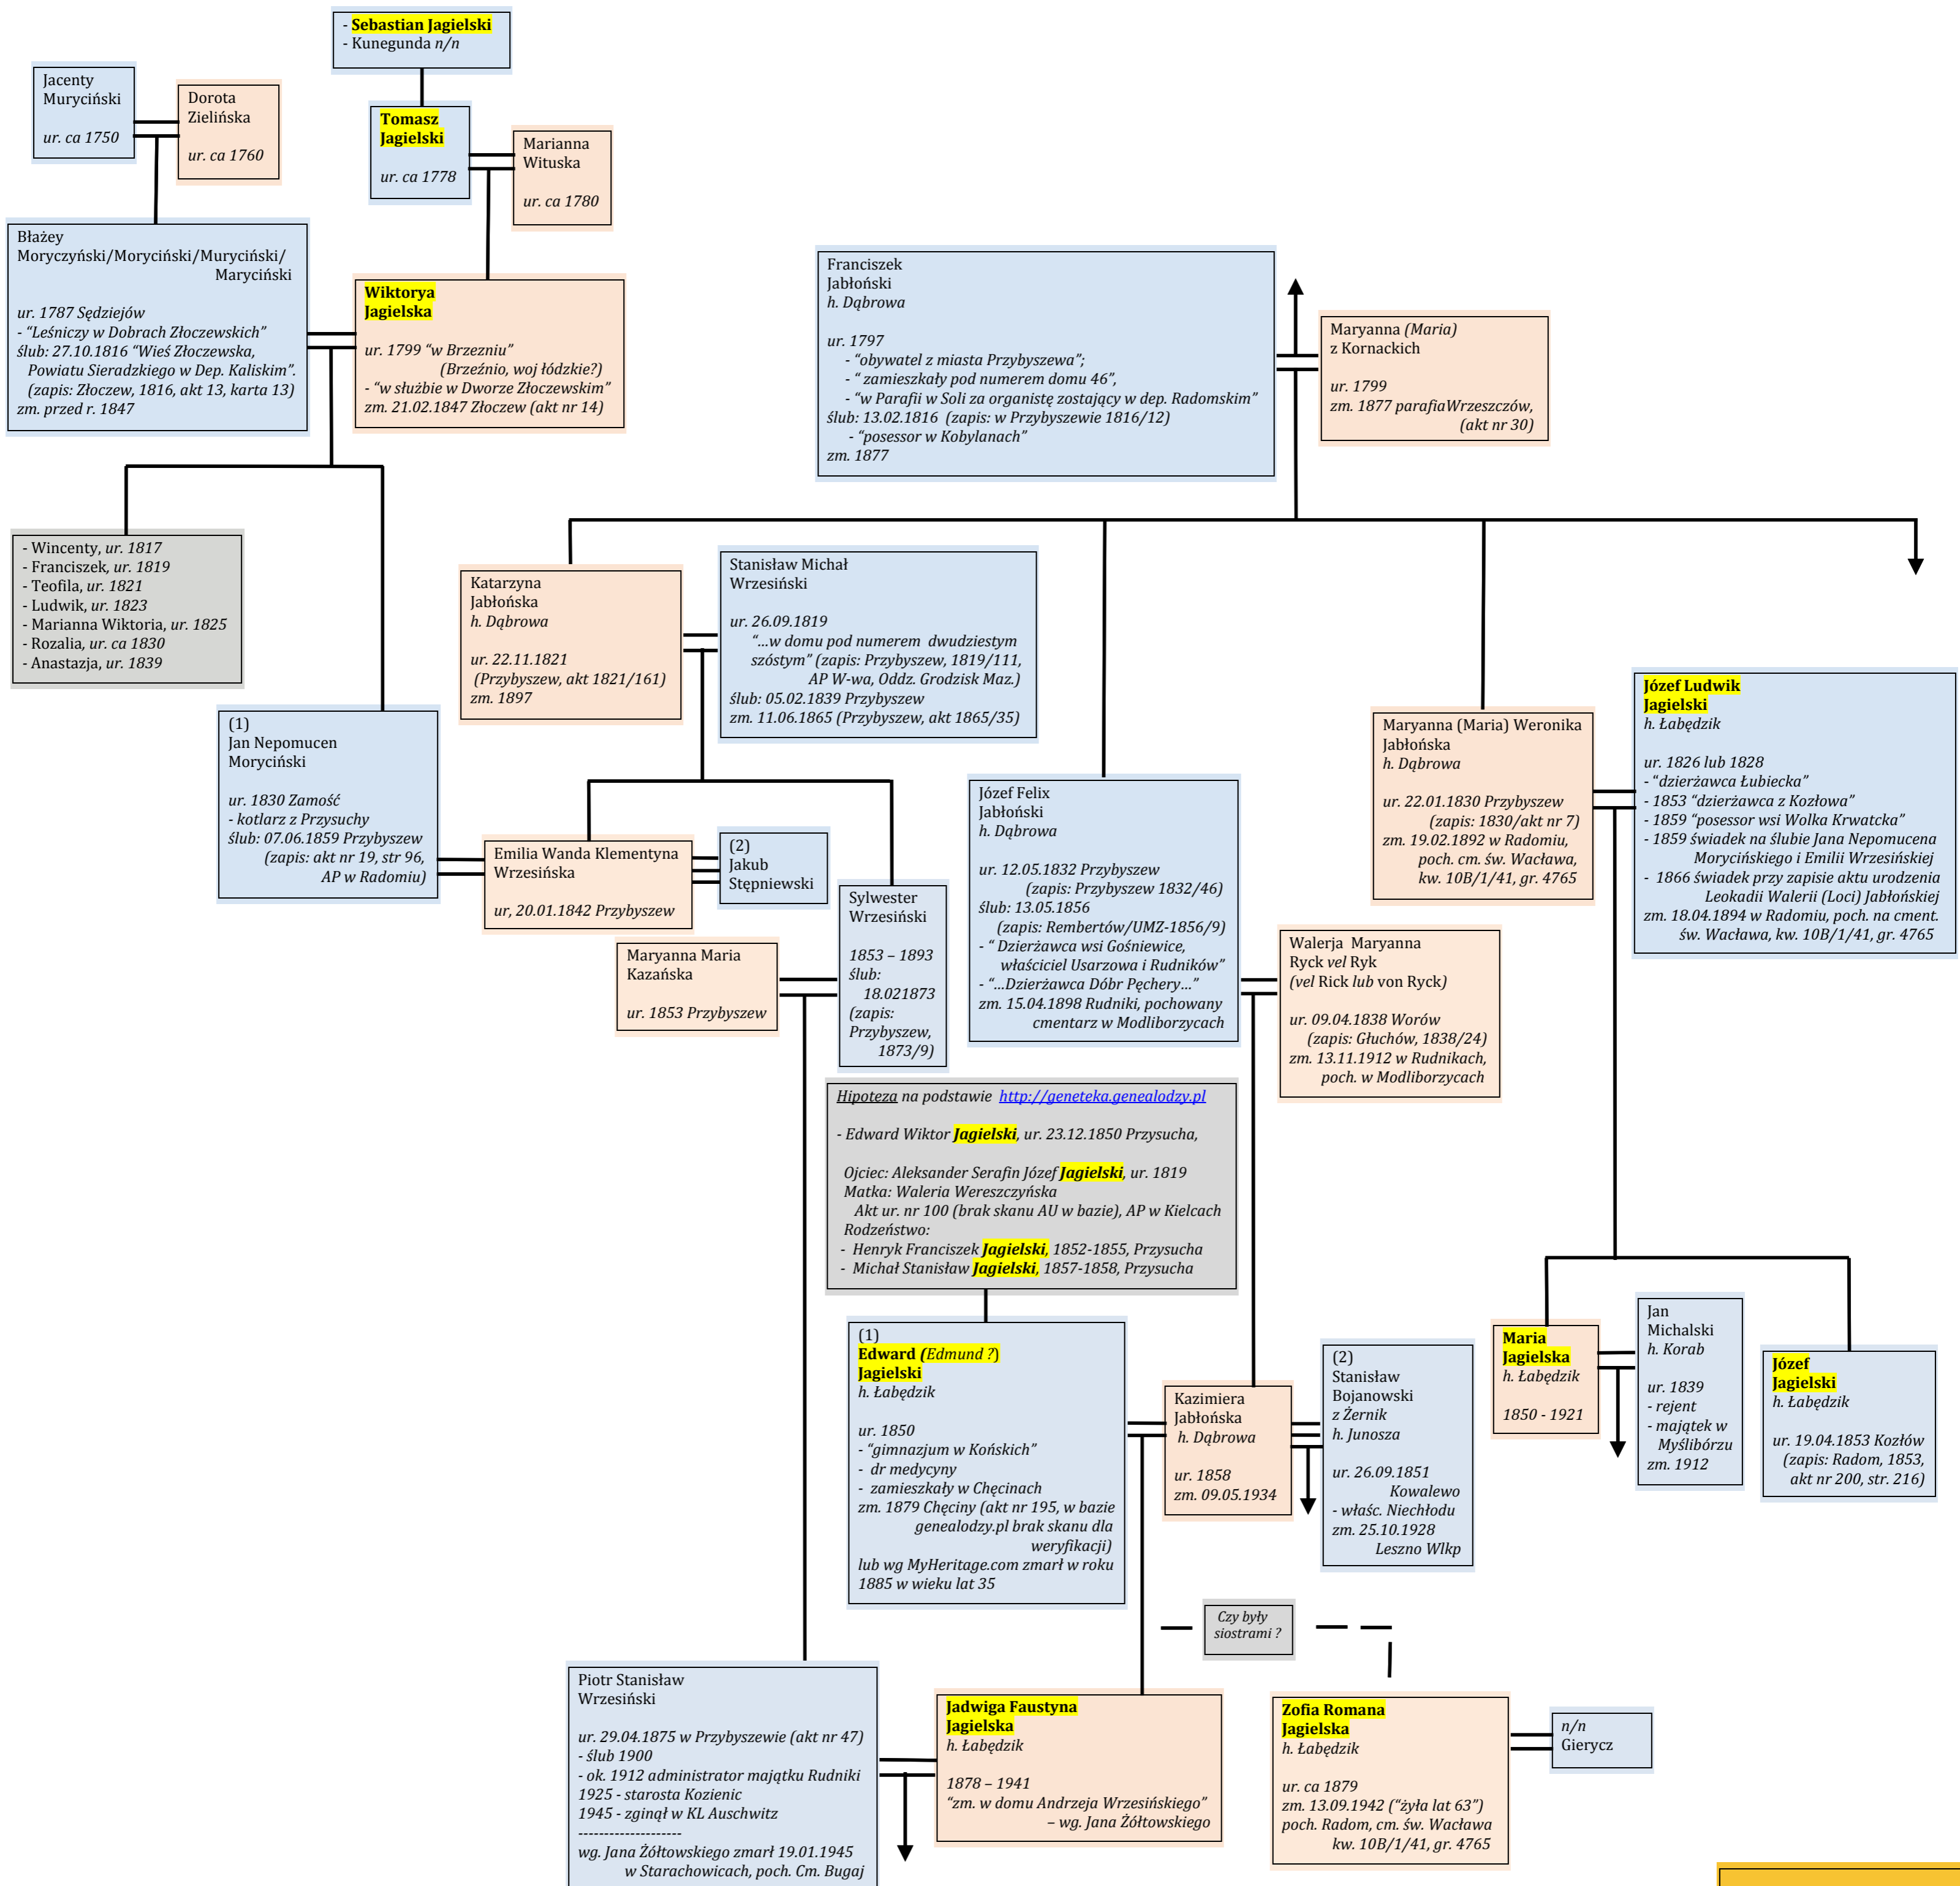 - Sebastian Jagielski
- Kunegunda n/n
Jacenty
Muryciński
ur. ca 1750
Dorota
Zielińska
ur. ca 1760
Tomasz
Jagielski
ur. ca 1778
Marianna
Wituska
ur. ca 1780
Błażey
Moryczyński/Moryciński/Muryciński/
Maryciński
ur. 1787 Sędziejów
- “Leśniczy w Dobrach Złoczewskich”
ślub: 27.10.1816 “Wieś Złoczewska,
Powiatu Sieradzkiego w Dep. Kaliskim”.
(zapis: Złoczew, 1816, akt 13, karta 13)
zm. przed r. 1847
Wiktorya
Jagielska
ur. 1799 “w Brzezniu”
(Brzeźnio, woj łódzkie?)
- “w służbie w Dworze Złoczewskim”
zm. 21.02.1847 Złoczew (akt nr 14)
Franciszek
Jabłoński
h. Dąbrowa
ur. 1797
- “obywatel z miasta Przybyszewa”;
- “ zamieszkały pod numerem domu 46”,
- “w Parafii w Soli za organistę zostający w dep. Radomskim”
ślub: 13.02.1816 (zapis: w Przybyszewie 1816/12)
- “posessor w Kobylanach”
zm. 1877
Maryanna (Maria)
z Kornackich
ur. 1799
zm. 1877 parafiaWrzeszczów,
(akt nr 30)
- Wincenty, ur. 1817
- Franciszek, ur. 1819
- Teofila, ur. 1821
- Ludwik, ur. 1823
- Marianna Wiktoria, ur. 1825
- Rozalia, ur. ca 1830
- Anastazja, ur. 1839
Katarzyna
Jabłońska
h. Dąbrowa
ur. 22.11.1821
(Przybyszew, akt 1821/161)
zm. 1897
Stanisław Michał
Wrzesiński
ur. 26.09.1819
“...w domu pod numerem dwudziestym
szóstym” (zapis: Przybyszew, 1819/111,
AP W-wa, Oddz. Grodzisk Maz.)
ślub: 05.02.1839 Przybyszew
zm. 11.06.1865 (Przybyszew, akt 1865/35)
(1)
Jan Nepomucen
Moryciński
ur. 1830 Zamość
- kotlarz z Przysuchy
ślub: 07.06.1859 Przybyszew
(zapis: akt nr 19, str 96,
AP w Radomiu)
Emilia Wanda Klementyna
Wrzesińska
ur, 20.01.1842 Przybyszew
(2)
Jakub
Stępniewski
Sylwester
Wrzesiński
1853 – 1893
ślub:
18.021873
(zapis:
Przybyszew,
1873/9)
Maryanna Maria
Kazańska
ur. 1853 Przybyszew
Józef Felix
Jabłoński
h. Dąbrowa
ur. 12.05.1832 Przybyszew
(zapis: Przybyszew 1832/46)
ślub: 13.05.1856
(zapis: Rembertów/UMZ-1856/9)
- “ Dzierżawca wsi Gośniewice,
właściciel Usarzowa i Rudników”
- “...Dzierżawca Dóbr Pęchery...”
zm. 15.04.1898 Rudniki, pochowany
cmentarz w Modliborzycach
Walerja Maryanna
Ryck vel Ryk
(vel Rick lub von Ryck)
ur. 09.04.1838 Worów
(zapis: Głuchów, 1838/24)
zm. 13.11.1912 w Rudnikach,
poch. w Modliborzycach
Maryanna (Maria) Weronika
Jabłońska
h. Dąbrowa
ur. 22.01.1830 Przybyszew
(zapis: 1830/akt nr 7)
zm. 19.02.1892 w Radomiu,
poch. cm. św. Wacława,
kw. 10B/1/41, gr. 4765
Józef Ludwik
Jagielski
h. Łabędzik
ur. 1826 lub 1828
- “dzierżawca Łubiecka”
- 1853 “dzierżawca z Kozłowa”
- 1859 “posessor wsi Wolka Krwatcka”
- 1859 świadek na ślubie Jana Nepomucena
Morycińskiego i Emilii Wrzesińskiej
- 1866 świadek przy zapisie aktu urodzenia
Leokadii Walerii (Loci) Jabłońskiej
zm. 18.04.1894 w Radomiu, poch. na cment.
św. Wacława, kw. 10B/1/41, gr. 4765
Hipoteza na podstawie http://geneteka.genealodzy.pl
- Edward Wiktor Jagielski, ur. 23.12.1850 Przysucha,
Ojciec: Aleksander Serafin Józef Jagielski, ur. 1819
Matka: Waleria Wereszczyńska
Akt ur. nr 100 (brak skanu AU w bazie), AP w Kielcach
Rodzeństwo:
- Henryk Franciszek Jagielski, 1852-1855, Przysucha
- Michał Stanisław Jagielski, 1857-1858, Przysucha
(1)
Edward (Edmund ?)
Jagielski
h. Łabędzik
ur. 1850
- “gimnazjum w Końskich”
- dr medycyny
- zamieszkały w Chęcinach
zm. 1879 Chęciny (akt nr 195, w bazie
genealodzy.pl brak skanu dla
weryfikacji)
lub wg MyHeritage.com zmarł w roku
1885 w wieku lat 35
Kazimiera
Jabłońska
h. Dąbrowa
ur. 1858
zm. 09.05.1934
(2)
Stanisław
Bojanowski
z Żernik
h. Junosza
ur. 26.09.1851
Kowalewo
- właśc. Niechłodu
zm. 25.10.1928
Leszno Wlkp
Maria
Jagielska
h. Łabędzik
1850 - 1921
Jan
Michalski
h. Korab
ur. 1839
- rejent
- majątek w
Myśliborzu
zm. 1912
Józef
Jagielski
h. Łabędzik
ur. 19.04.1853 Kozłów
(zapis: Radom, 1853,
akt nr 200, str. 216)
Czy były
siostrami ?
Piotr Stanisław
Wrzesiński
ur. 29.04.1875 w Przybyszewie (akt nr 47)
- ślub 1900
- ok. 1912 administrator majątku Rudniki
1925 - starosta Kozienic
1945 - zginął w KL Auschwitz
--------------------
wg. Jana Żółtowskiego zmarł 19.01.1945
w Starachowicach, poch. Cm. Bugaj
Jadwiga Faustyna
Jagielska
h. Łabędzik
1878 – 1941
“zm. w domu Andrzeja Wrzesińskiego”
– wg. Jana Żółtowskiego
Zofia Romana
Jagielska
h. Łabędzik
ur. ca 1879
zm. 13.09.1942 (“żyła lat 63”)
poch. Radom, cm. św. Wacława
kw. 10B/1/41, gr. 4765
n/n
Gierycz